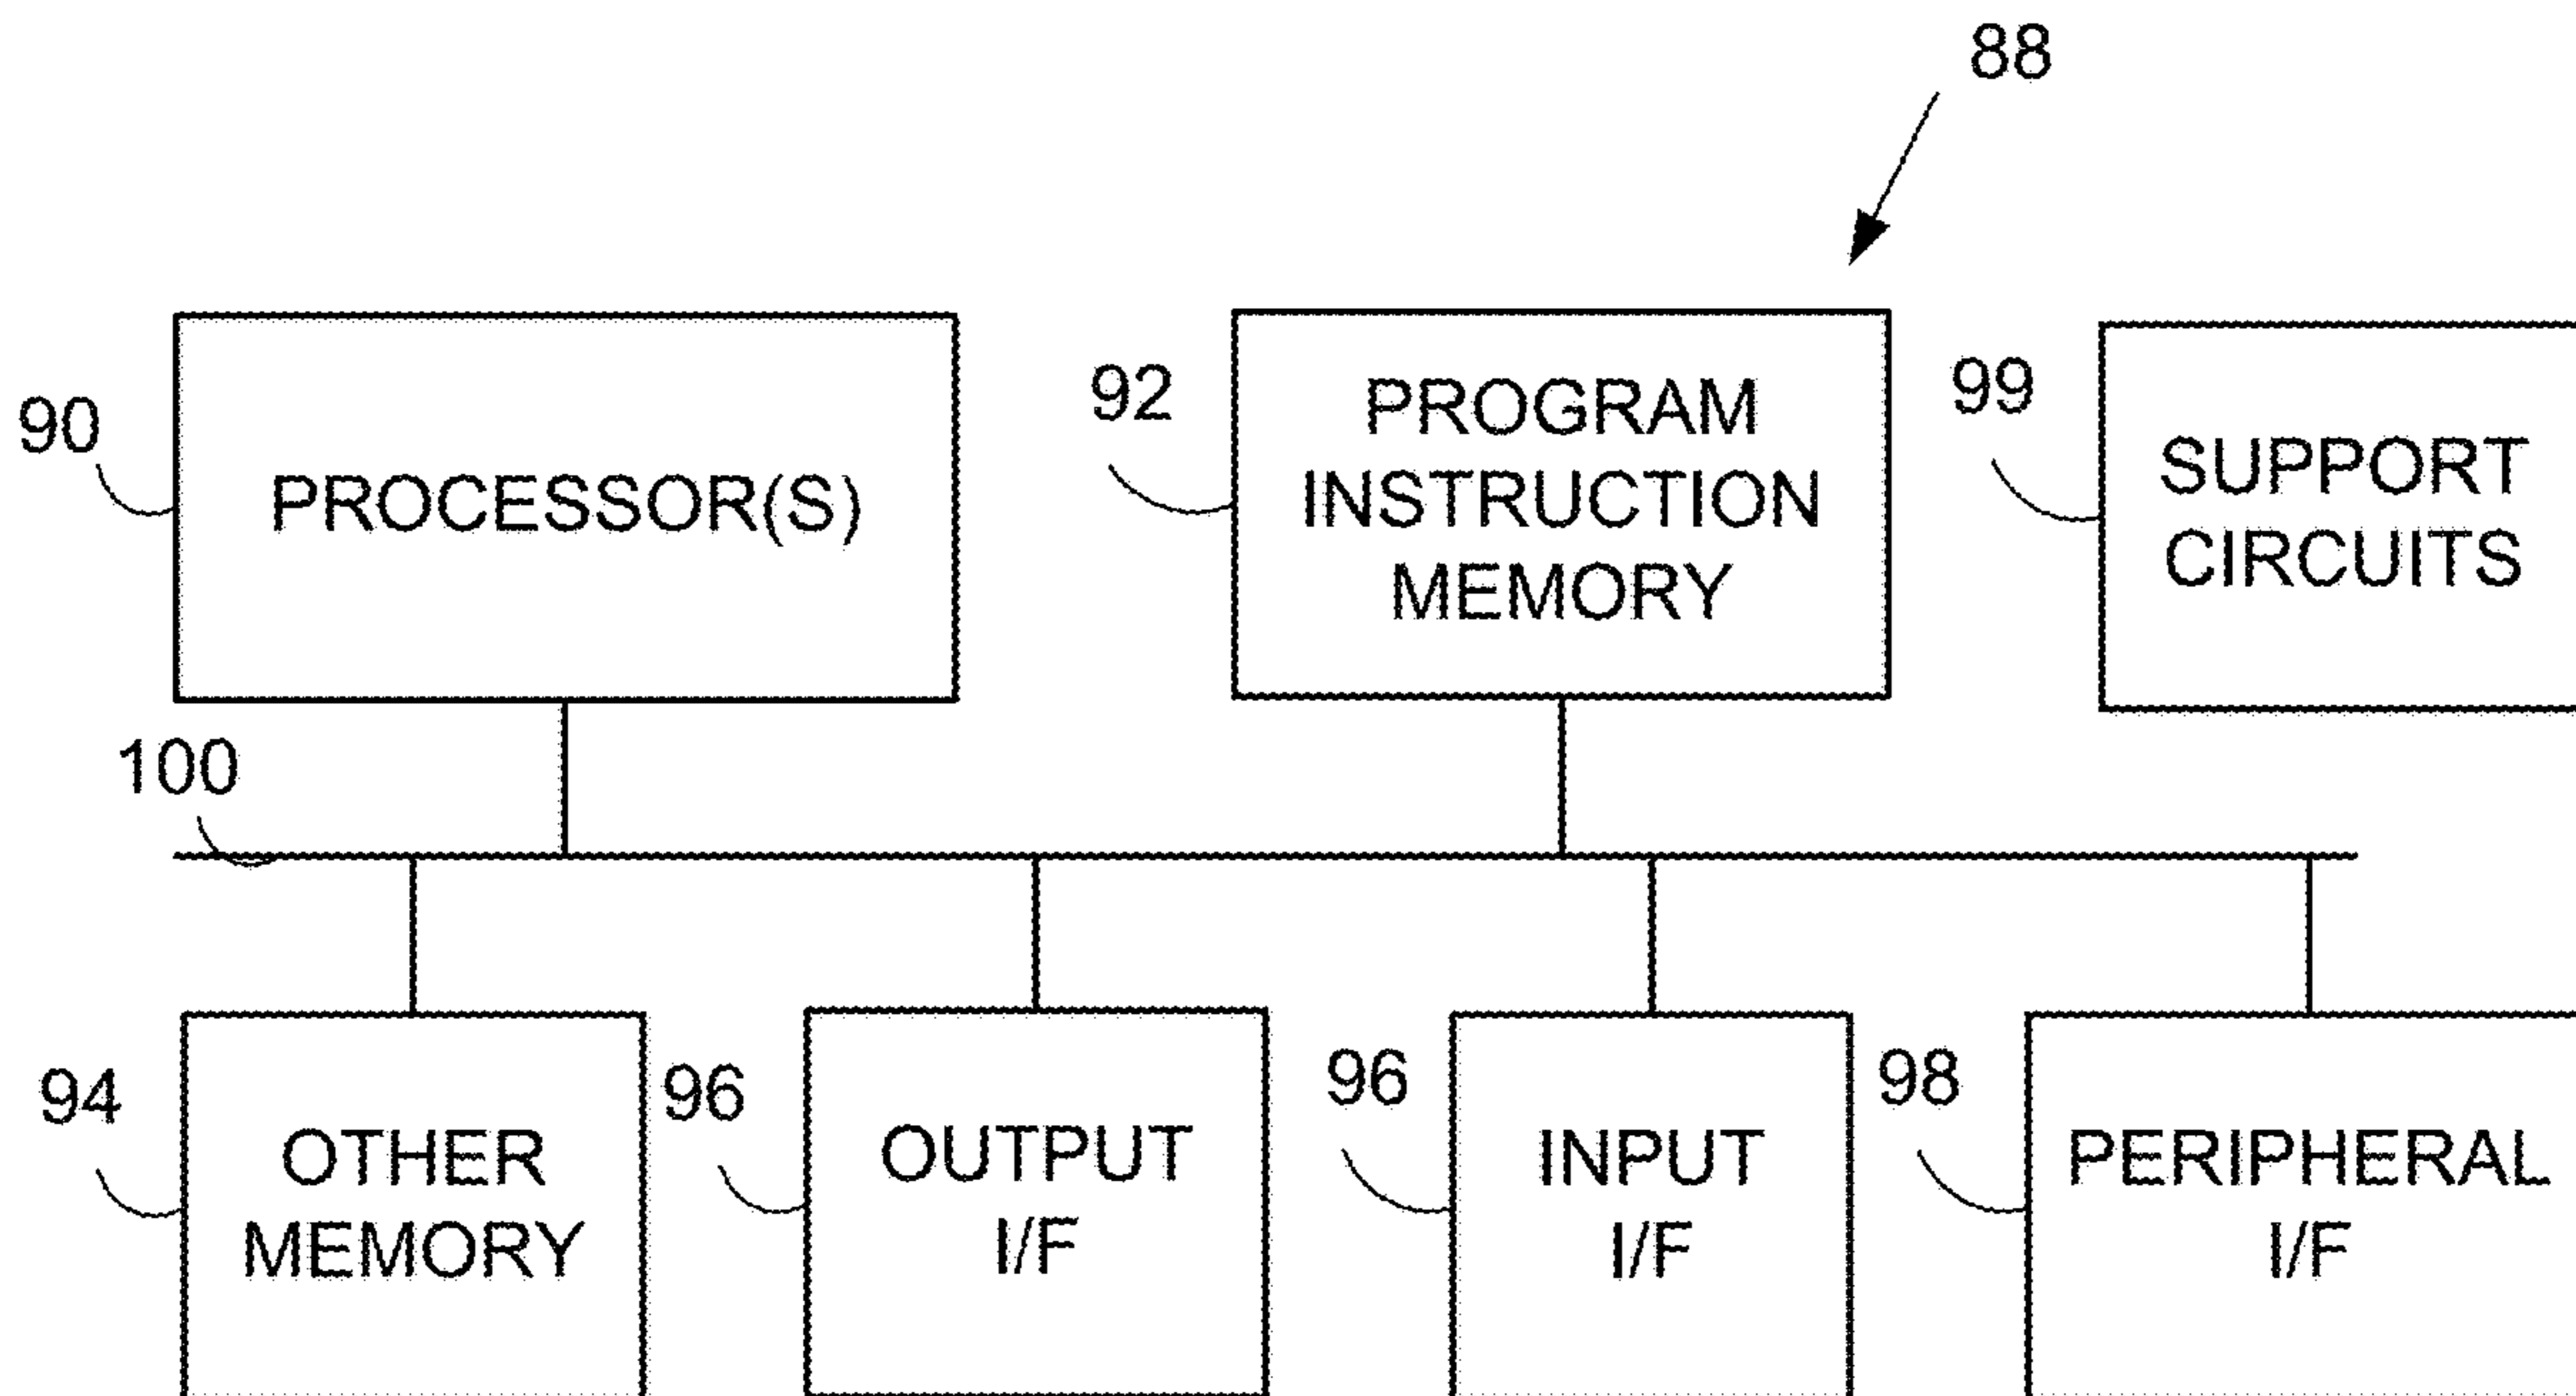 88
90
PROCESSOR(S)
92
PROGRAM
INSTRUCTION
MEMORY
99
SUPPORT
CIRCUITS
100
94
OTHER
MEMORY
96
OUTPUT
I/F
96
INPUT
I/F
98
PERIPHERAL
I/F